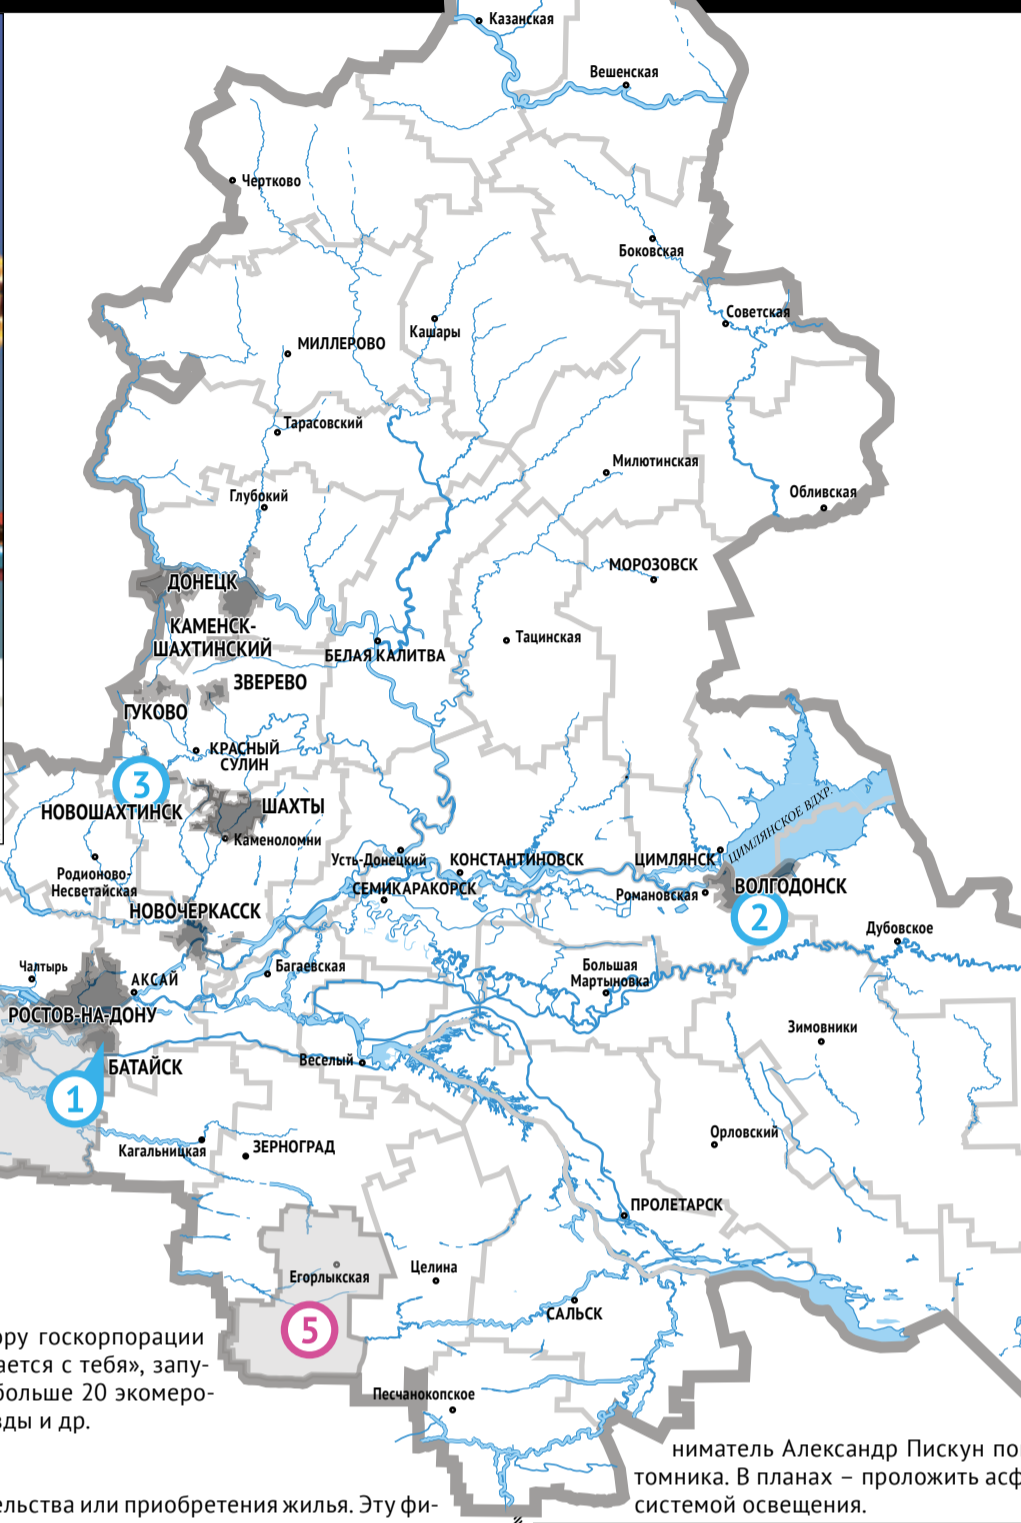 Казанская
Вешенская
Чертково
Боковская
Советская
Кашары
МИЛЛЕРОВО
Тарасовский
Милютинская
Глубокий
Обливская
МОРОЗОВСК
ДОНЕЦК
КАМЕНСК-
ШАХТИНСКИЙ
Тацинская
БЕЛАЯ КАЛИТВА
ЗВЕРЕВО
ГУКОВО
КРАСНЫЙ
СУЛИН
3
НОВОШАХТИНСК
ШАХТЫ
ЦИМЛЯНСКОЕ ВДХР.
Каменоломни
Усть-Донецкий
КОНСТАНТИНОВСК
ЦИМЛЯНСК
Родионово-
Несветайская
СЕМИКАРАКОРСК
Романовская
ВОЛГОДОНСК
2
НОВОЧЕРКАССК
Дубовское
Чалтырь
АКСАЙ
Багаевская
Большая
Мартыновка
РОСТОВ-НА-ДОНУ
Зимовники
Веселый
БАТАЙСК
1
Кагальницкая
ЗЕРНОГРАД
Орловский
ПРОЛЕТАРСК
Егорлыкская
Целина
САЛЬСК
5
Песчанокопское
ору госкорпорации
ается с тебя», запу-
больше 20 экомеро-
зды и др.
ельства или приобретения жилья. Эту фи-
ниматель Александр Пискун по
томника. В планах – проложить асф
системой освещения.